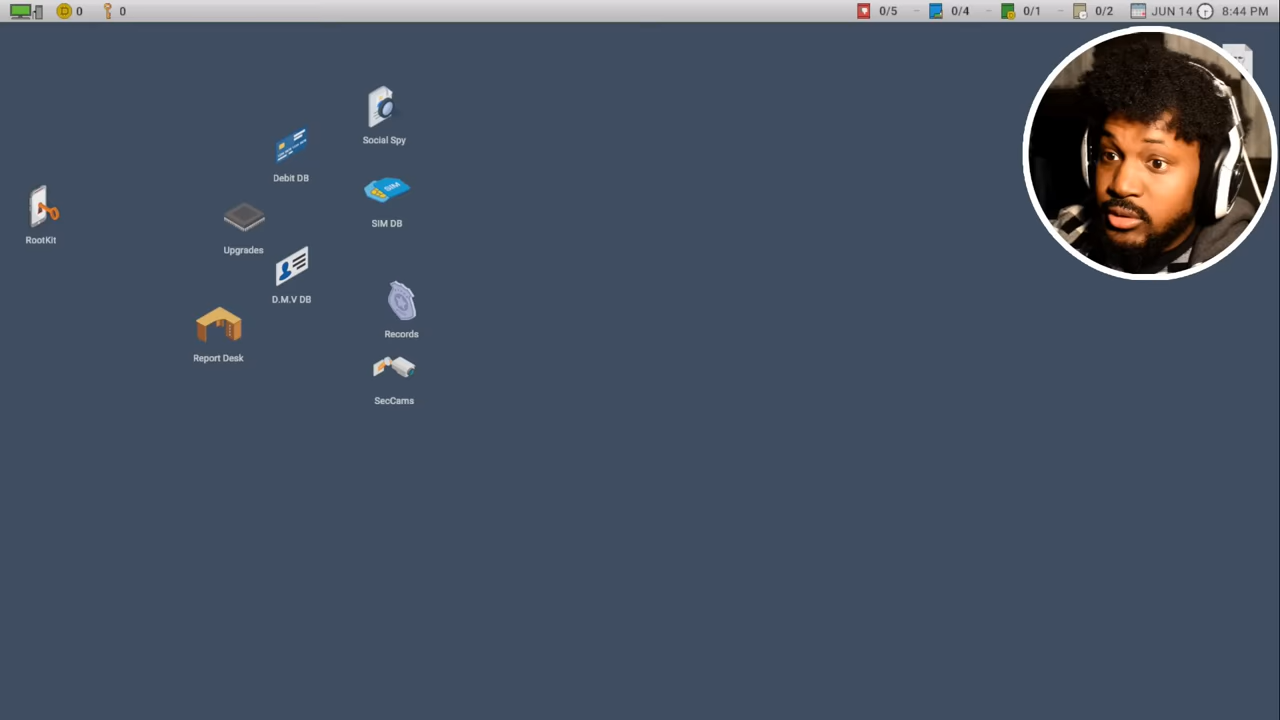 0 0 0/5 0/4 0/1 0/2 JUN 14 8:44 PM
Social Spy
Debit DB
SIM DB
RootKit
Upgrades
D.M.V DB
Records
Report Desk
SecCams